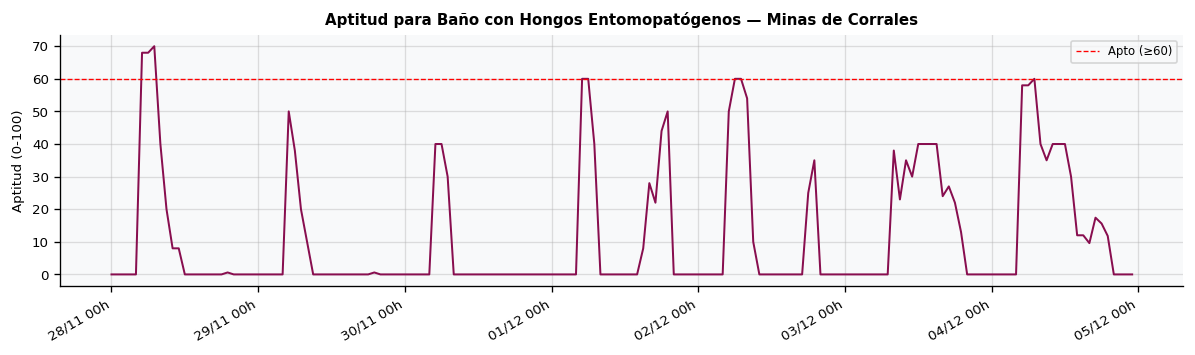 Aptitud para Baño con Hongos Entomopatógenos — Minas de Corrales
Apto (≥60)
Aptitud (0-100)
70
60
50
40
30
20
10
0
28/11 00h
29/11 00h
30/11 00h
01/12 00h
02/12 00h
03/12 00h
04/12 00h
05/12 00h